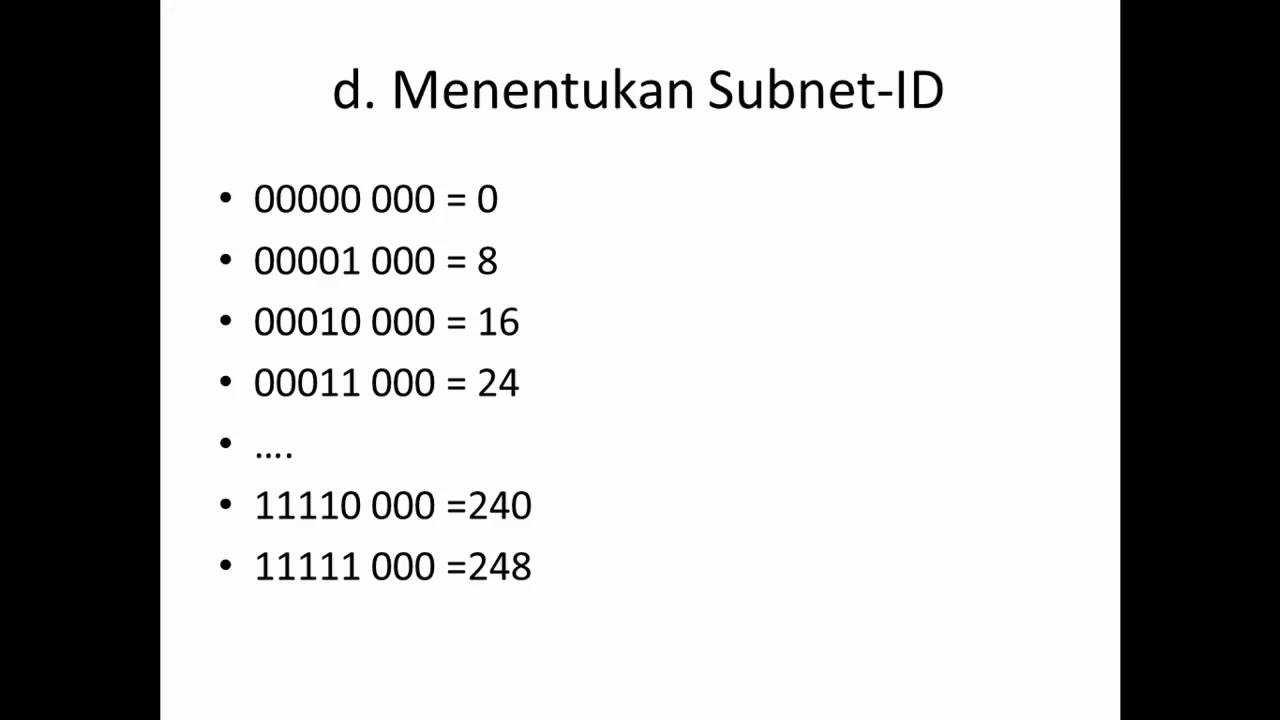 d. Menentukan Subnet-ID
• 00000 000 = 0
• 00001 000 = 8
• 00010 000 = 16
• 00011 000 = 24
• ....
• 11110 000 =240
• 11111 000 =248